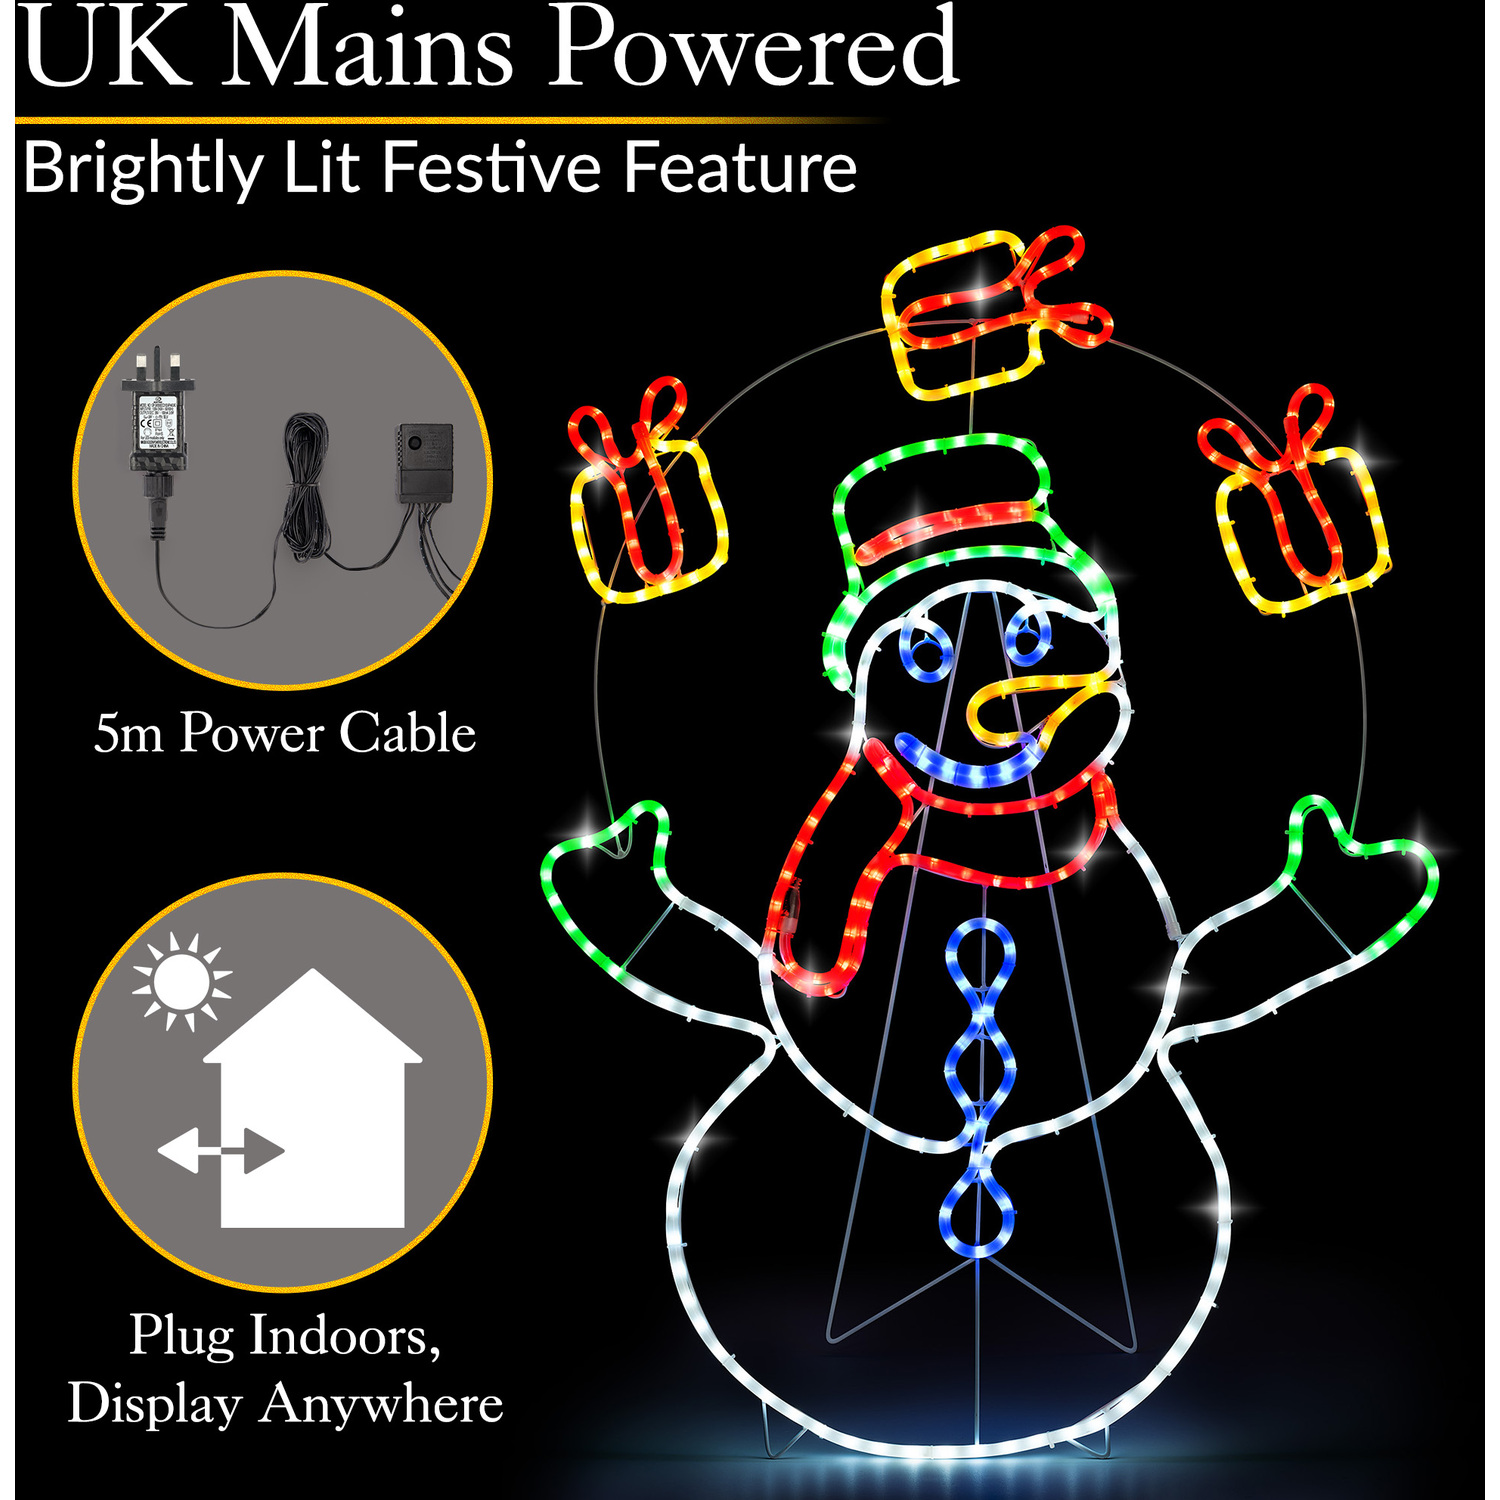 UK Mains Powered
Brightly Lit Festive Feature
5m Power Cable
Plug Indoors,
Display Anywhere